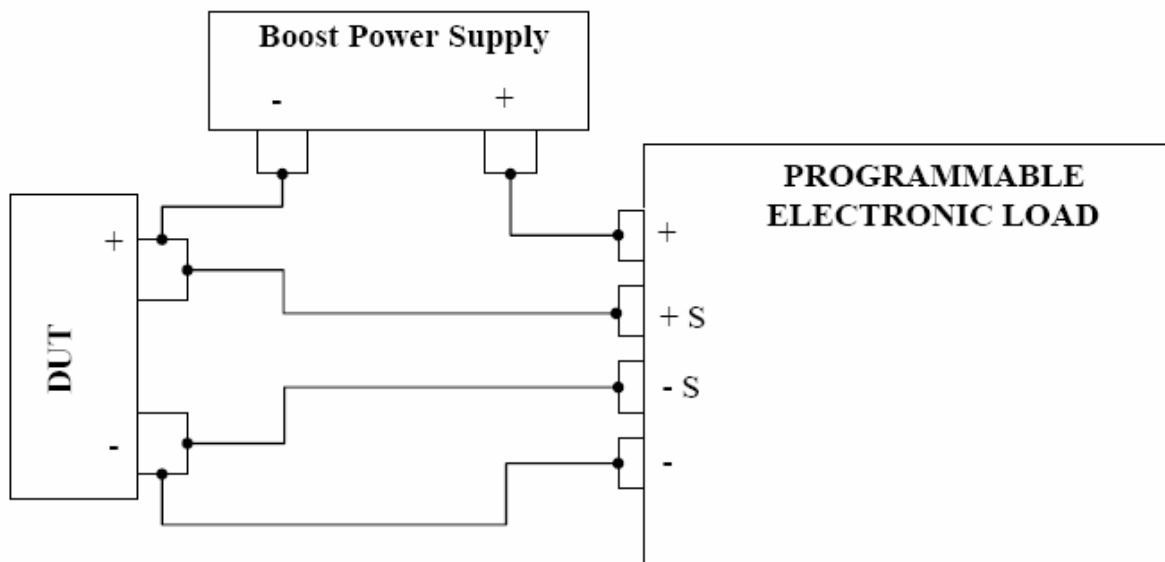 Boost Power Supply
- +
PROGRAMMABLE
ELECTRONIC LOAD
+
+
+ S
DUT
- S
-
-